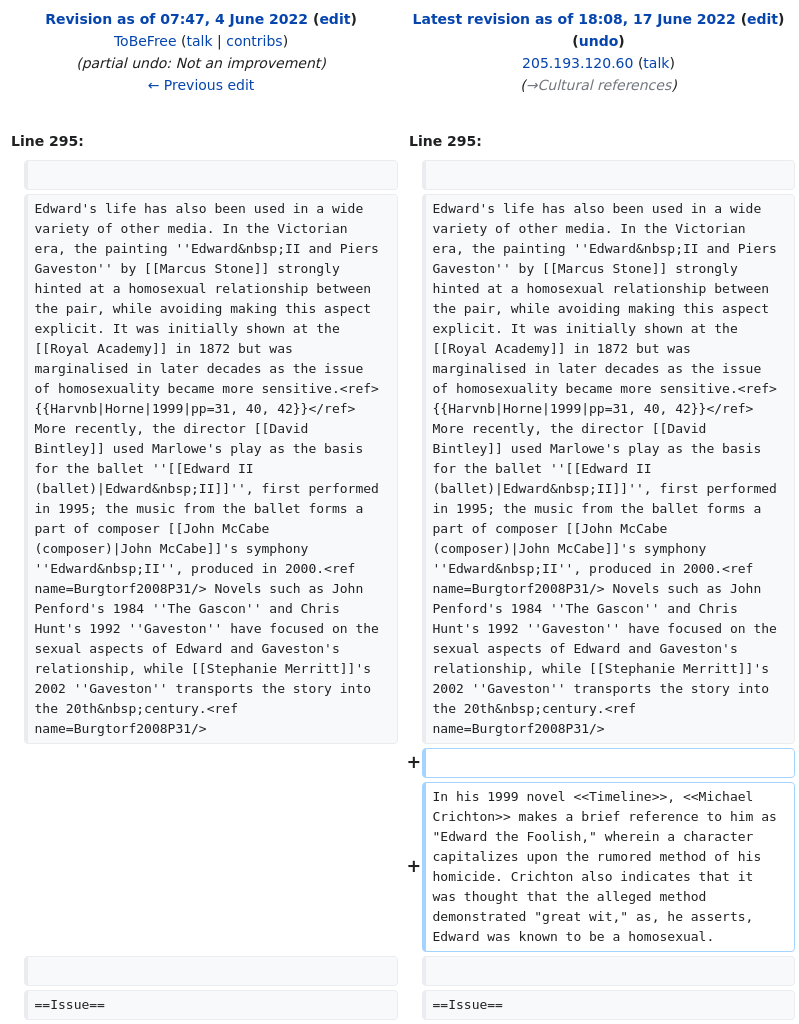 Revision as of 07:47, 4 June 2022 (edit)
ToBeFree (talk | contribs)
(partial undo: Not an improvement)
← Previous edit
Latest revision as of 18:08, 17 June 2022 (edit)
(undo)
205.193.120.60 (talk)
(→Cultural references)
Line 295:
Line 295:
Edward's life has also been used in a wide
variety of other media. In the Victorian
era, the painting ''Edward&nbsp;II and Piers
Gaveston'' by [[Marcus Stone]] strongly
hinted at a homosexual relationship between
the pair, while avoiding making this aspect
explicit. It was initially shown at the
[[Royal Academy]] in 1872 but was
marginalised in later decades as the issue
of homosexuality became more sensitive.<ref>
{{Harvnb|Horne|1999|pp=31, 40, 42}}</ref>
More recently, the director [[David
Bintley]] used Marlowe's play as the basis
for the ballet ''[[Edward II
(ballet)|Edward&nbsp;II]]'', first performed
in 1995; the music from the ballet forms a
part of composer [[John McCabe
(composer)|John McCabe]]'s symphony
''Edward&nbsp;II'', produced in 2000.<ref
name=Burgtorf2008P31/> Novels such as John
Penford's 1984 ''The Gascon'' and Chris
Hunt's 1992 ''Gaveston'' have focused on the
sexual aspects of Edward and Gaveston's
relationship, while [[Stephanie Merritt]]'s
2002 ''Gaveston'' transports the story into
the 20th&nbsp;century.<ref
name=Burgtorf2008P31/>
Edward's life has also been used in a wide
variety of other media. In the Victorian
era, the painting ''Edward&nbsp;II and Piers
Gaveston'' by [[Marcus Stone]] strongly
hinted at a homosexual relationship between
the pair, while avoiding making this aspect
explicit. It was initially shown at the
[[Royal Academy]] in 1872 but was
marginalised in later decades as the issue
of homosexuality became more sensitive.<ref>
{{Harvnb|Horne|1999|pp=31, 40, 42}}</ref>
More recently, the director [[David
Bintley]] used Marlowe's play as the basis
for the ballet ''[[Edward II
(ballet)|Edward&nbsp;II]]'', first performed
in 1995; the music from the ballet forms a
part of composer [[John McCabe
(composer)|John McCabe]]'s symphony
''Edward&nbsp;II'', produced in 2000.<ref
name=Burgtorf2008P31/> Novels such as John
Penford's 1984 ''The Gascon'' and Chris
Hunt's 1992 ''Gaveston'' have focused on the
sexual aspects of Edward and Gaveston's
relationship, while [[Stephanie Merritt]]'s
2002 ''Gaveston'' transports the story into
the 20th&nbsp;century.<ref
name=Burgtorf2008P31/>
+
+
In his 1999 novel <<Timeline>>, <<Michael
Crichton>> makes a brief reference to him as
"Edward the Foolish," wherein a character
capitalizes upon the rumored method of his
homicide. Crichton also indicates that it
was thought that the alleged method
demonstrated "great wit," as, he asserts,
Edward was known to be a homosexual.
==Issue==
==Issue==